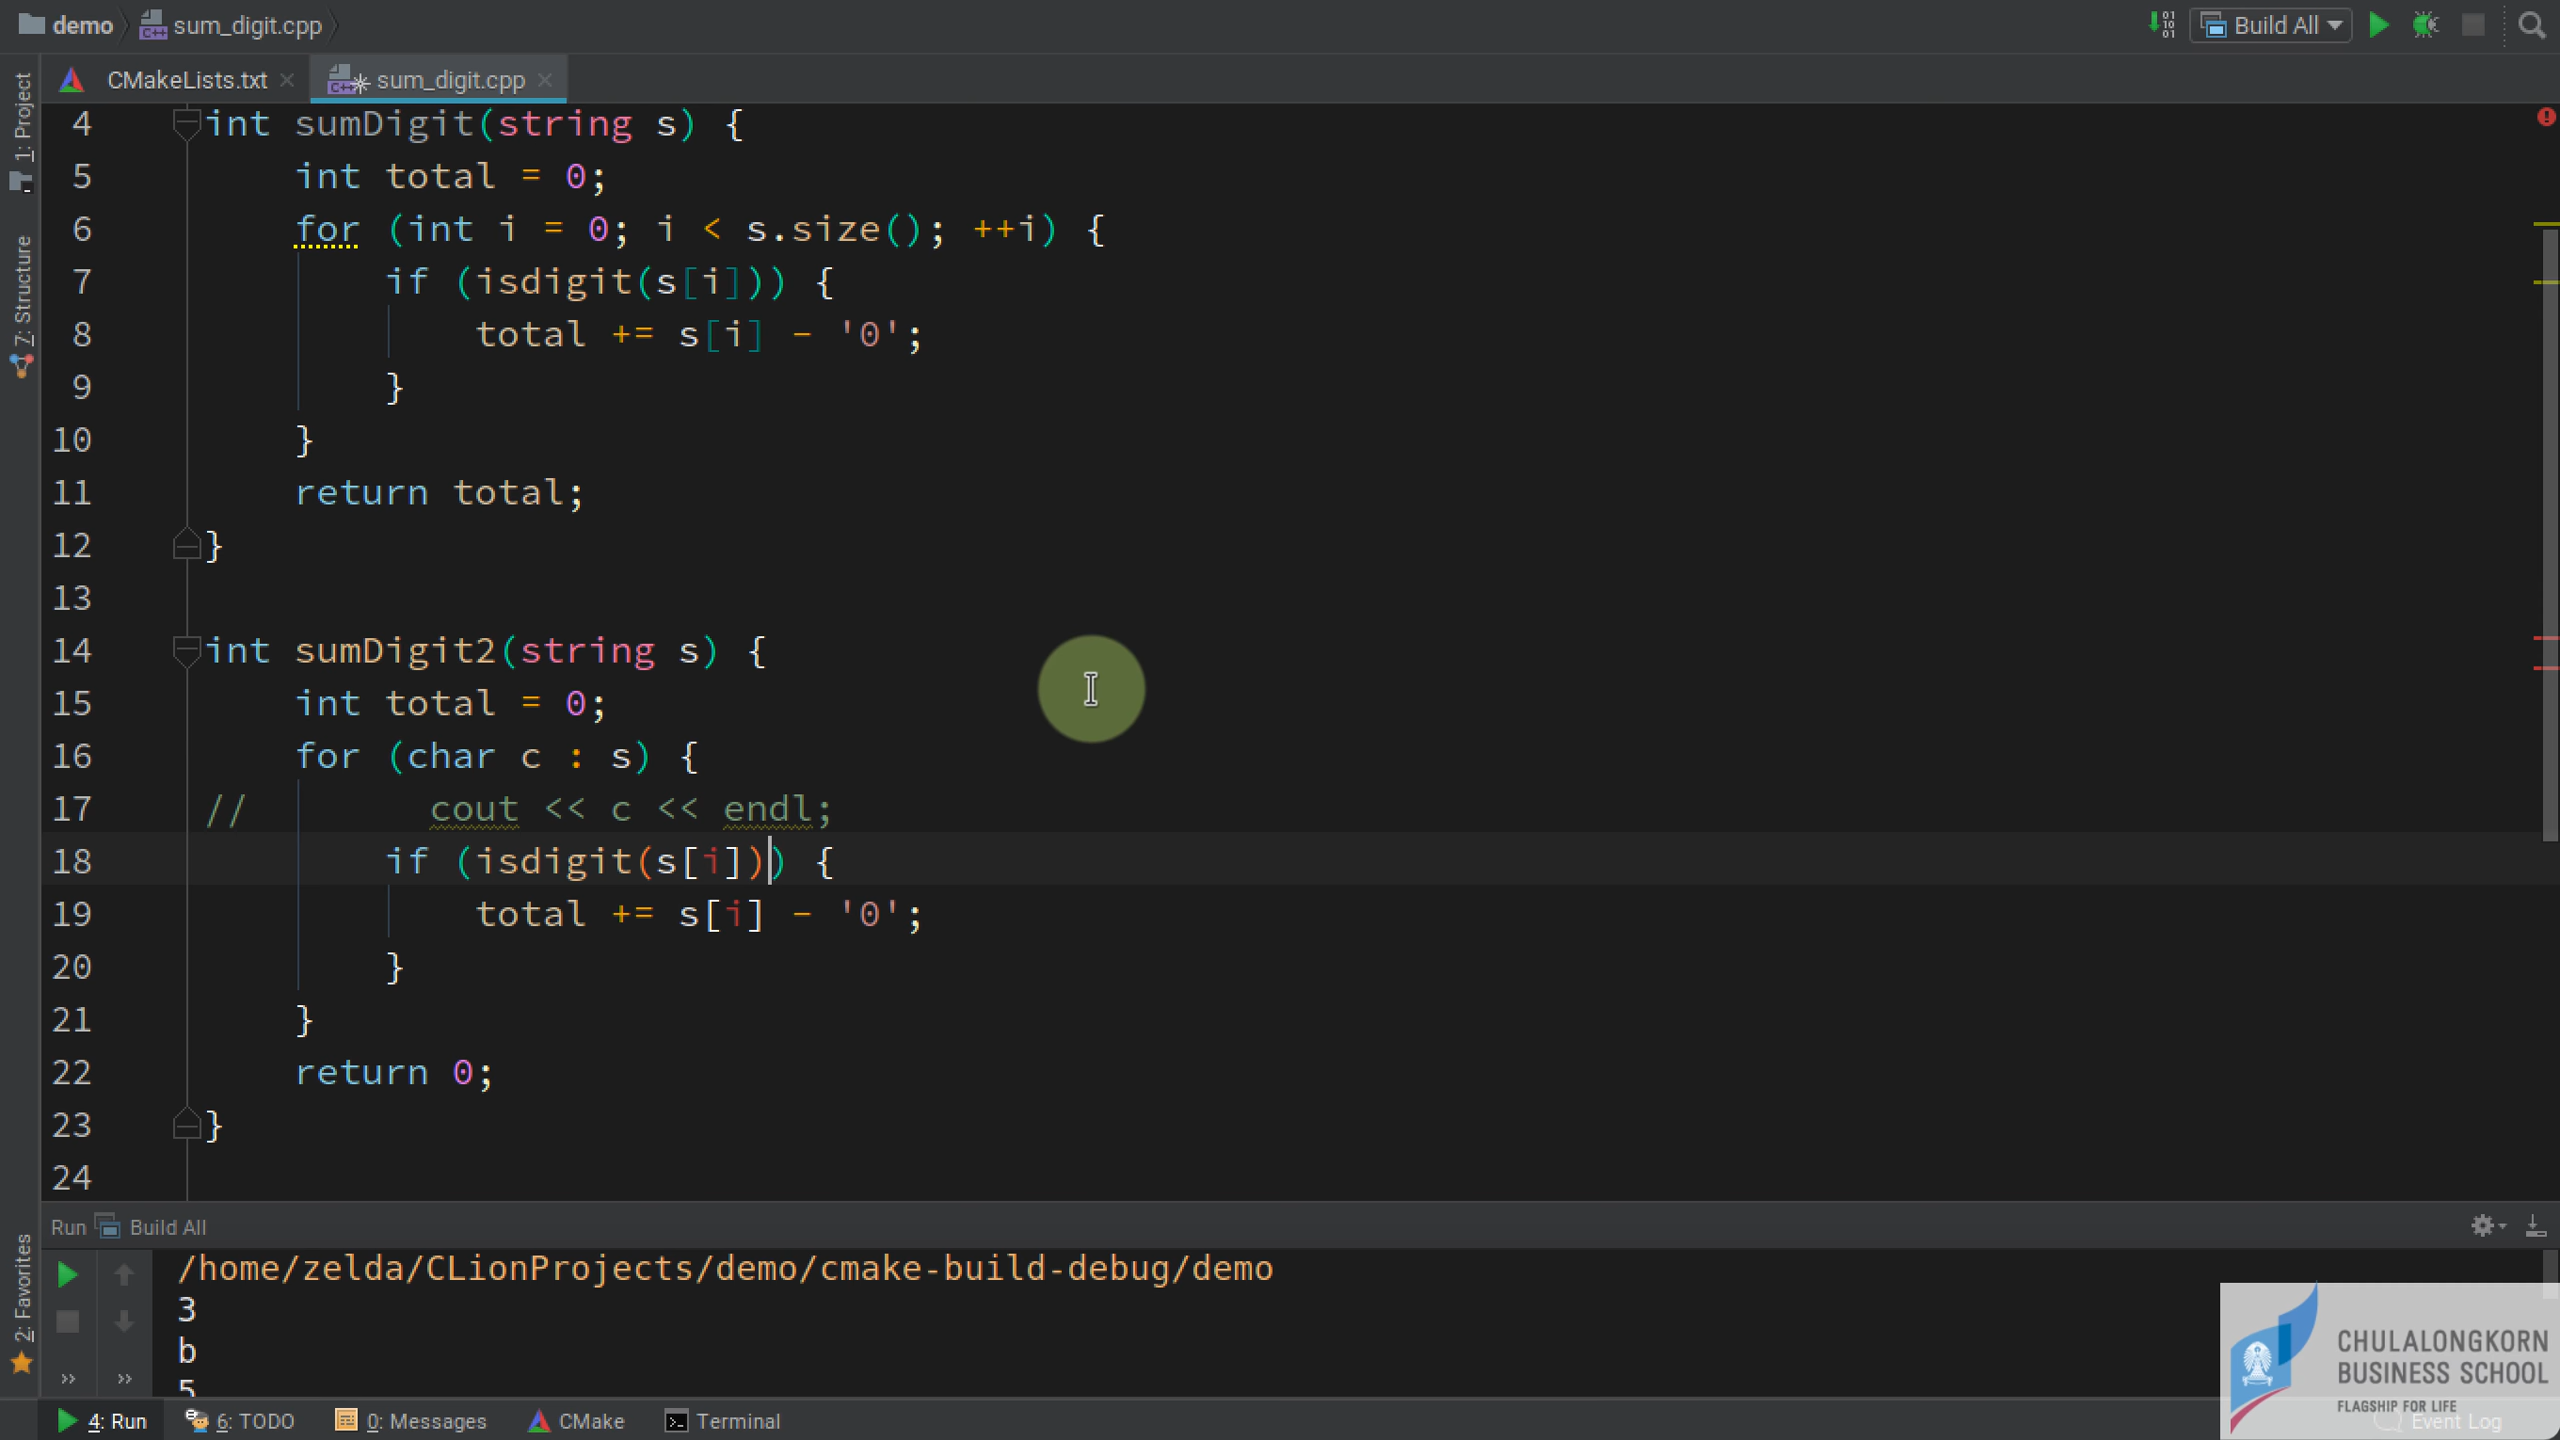 demo sum_digit.cpp Build All
CMakeLists.txt sum_digit.cpp
1: Project
7: Structure
2: Favorites
4 int sumDigit(string s) {
5 int total = 0;
6 for (int i = 0; i < s.size(); ++i) {
7 if (isdigit(s[i])) {
8 total += s[i] - '0';
9 }
10 }
11 return total;
12 }
13
14 int sumDigit2(string s) {
15 int total = 0;
16 for (char c : s) {
17 // cout << c << endl;
18 if (isdigit(s[i])) {
19 total += s[i] - '0';
20 }
21 }
22 return 0;
23 }
24
Run Build All
/home/zelda/CLionProjects/demo/cmake-build-debug/demo
3
b
5
CHULALONGKORN
BUSINESS SCHOOL
FLAGSHIP FOR LIFE
4: Run 6: TODO 0: Messages CMake Terminal Event Log